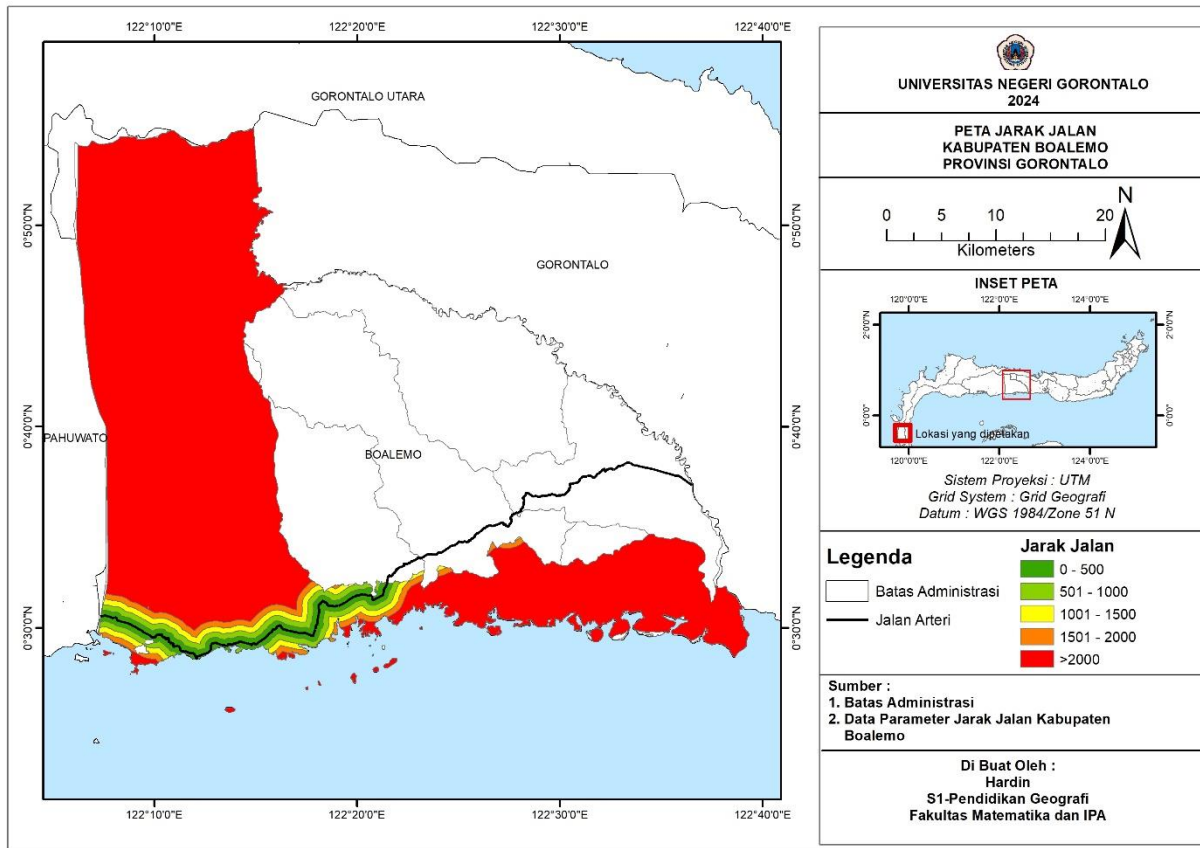 122°10'0"E
122°20'0"E
122°30'0"E
122°40'0"E
0°50'0"N
0°40'0"N
0°30'0"N
GORONTALO UTARA
GORONTALO
PAHUWATO
BOALEMO
0°50'0"N
0°40'0"N
0°30'0"N
122°10'0"E
122°20'0"E
122°30'0"E
122°40'0"E
UNIVERSITAS NEGERI GORONTALO
2024
PETA JARAK JALAN
KABUPATEN BOALEMO
PROVINSI GORONTALO
N
0 5 10 20
Kilometers
INSET PETA
120°0'0"E 122°0'0"E 124°0'0"E
2°0'0"N 2°0'0"N
0°0'0"N 0°0'0"N
Lokasi yang dipetakan
120°0'0"E 122°0'0"E 124°0'0"E
Sistem Proyeksi : UTM
Grid System : Grid Geografi
Datum : WGS 1984/Zone 51 N
Legenda
Batas Administrasi
Jalan Arteri
Jarak Jalan
0 - 500
501 - 1000
1001 - 1500
1501 - 2000
>2000
Sumber :
1. Batas Administrasi
2. Data Parameter Jarak Jalan Kabupaten
Boalemo
Di Buat Oleh :
Hardin
S1-Pendidikan Geografi
Fakultas Matematika dan IPA